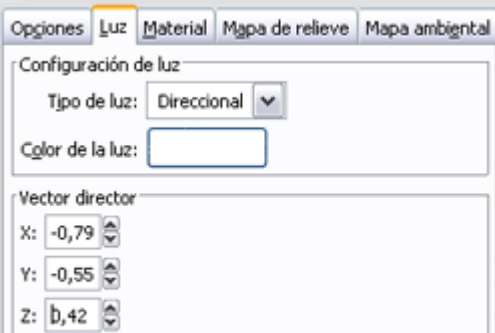 Opciones Luz Material Mapa de relieve Mapa ambiental
Configuración de luz
Tipo de luz: Direccional
Color de la luz:
Vector director
X: -0,79
Y: -0,55
Z: 0,42